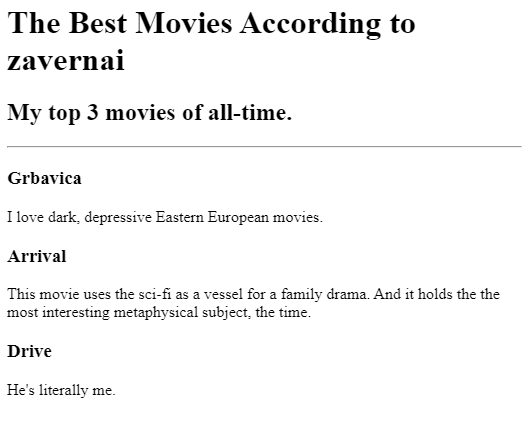 The Best Movies According to
zavernai
My top 3 movies of all-time.
Grbavica
I love dark, depressive Eastern European movies.
Arrival
This movie uses the sci-fi as a vessel for a family drama. And it holds the the
most interesting metaphysical subject, the time.
Drive
He's literally me.